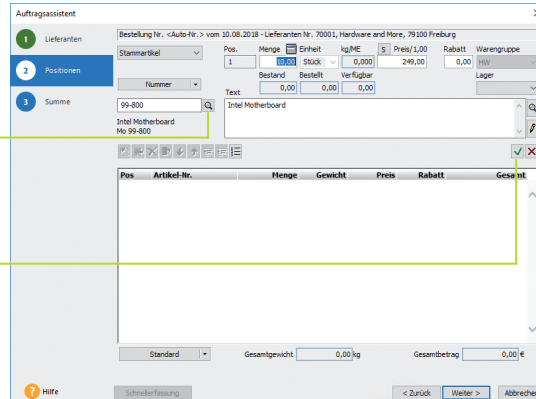 Auftragsassistent
1 Lieferanten
2 Positionen
3 Summe
Bestellung Nr. <Auto-Nr.> vom 10.08.2018 - Lieferanten Nr. 70001, Hardware and More, 79100 Freiburg
Stammartikel
Pos. Menge Einheit kg/ME S Preis/1,00 Rabatt Warengruppe
1 10,00 Stück 0,000 249,00 0,00 HW
Bestand Bestellt Verfügbar Lager
Nummer
Text 0,00 0,00 0,00
99-800
Intel Motherboard
Intel Motherboard
Mo 99-800
Pos Artikel-Nr. Menge Gewicht Preis Rabatt Gesamt
Standard Gesamtgewicht 0,00 kg Gesamtbetrag 0,00 €
? Hilfe Schnellerfassung < Zurück Weiter > Abbrechen